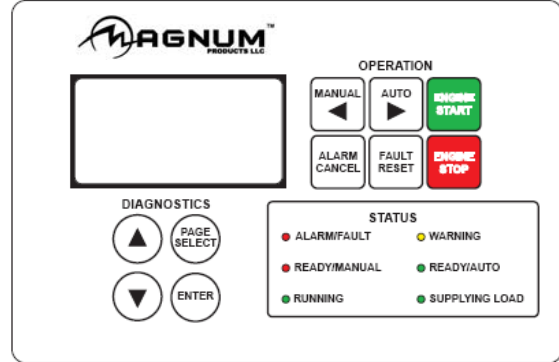 MAGNUM™
PRODUCTS LLC
OPERATION
MANUAL
AUTO
ENGINE
START
ALARM
CANCEL
FAULT
RESET
ENGINE
STOP
DIAGNOSTICS
PAGE
SELECT
ENTER
STATUS
ALARM/FAULT
WARNING
READY/MANUAL
READY/AUTO
RUNNING
SUPPLYING LOAD